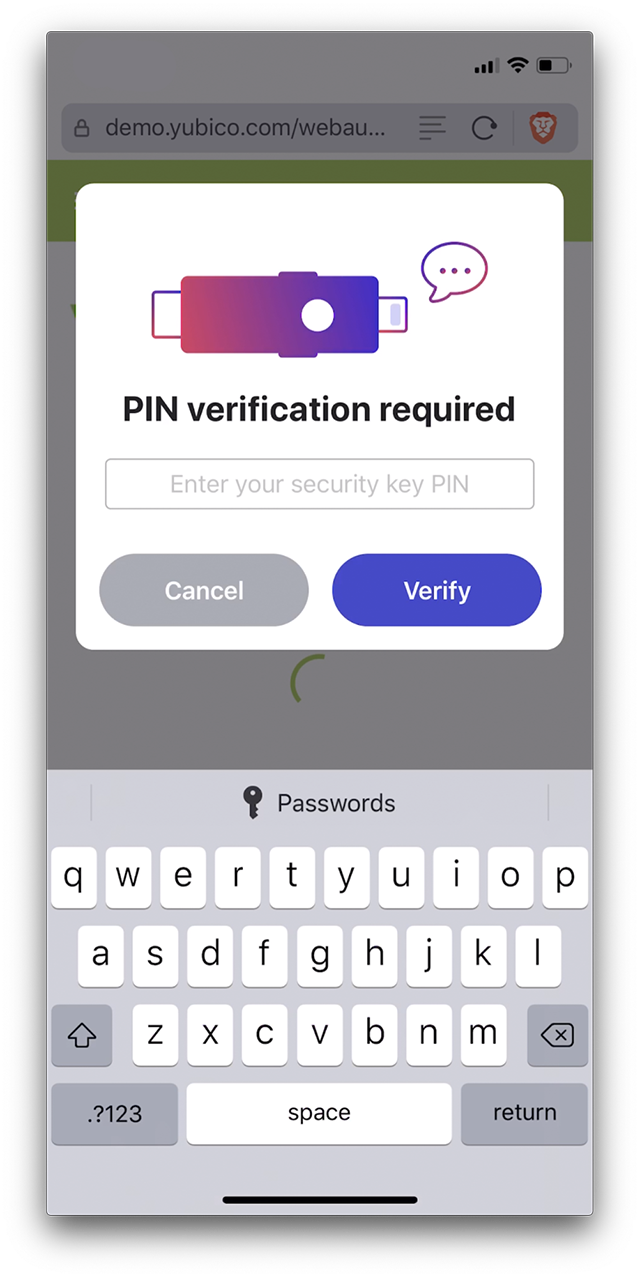 demo.yubico.com/webau...
PIN verification required
Enter your security key PIN
Cancel Verify
Passwords
q w e r t y u i o p
a s d f g h j k l
z x c v b n m
.?123 space return